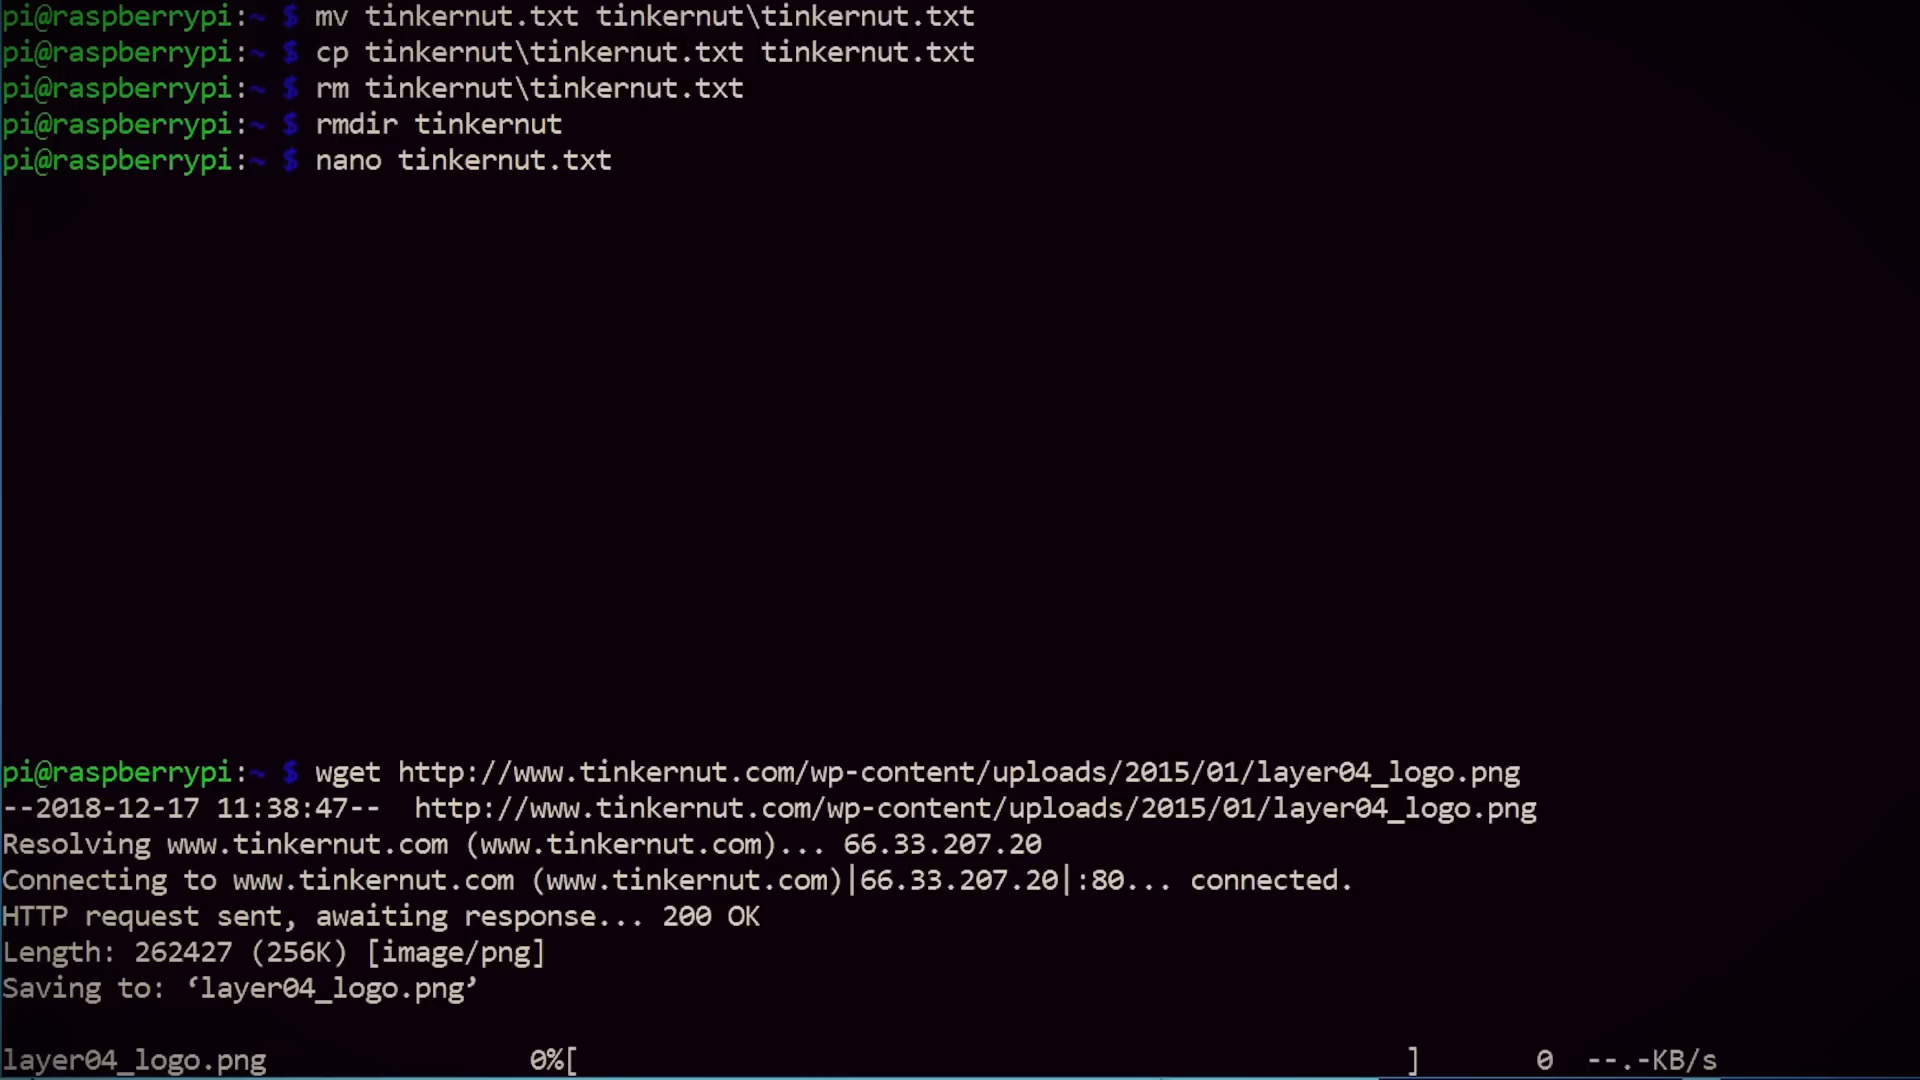 pi@raspberrypi:~ $ mv tinkernut.txt tinkernut\tinkernut.txt
pi@raspberrypi:~ $ cp tinkernut\tinkernut.txt tinkernut.txt
pi@raspberrypi:~ $ rm tinkernut\tinkernut.txt
pi@raspberrypi:~ $ rmdir tinkernut
pi@raspberrypi:~ $ nano tinkernut.txt
pi@raspberrypi:~ $ wget http://www.tinkernut.com/wp-content/uploads/2015/01/layer04_logo.png
--2018-12-17 11:38:47--  http://www.tinkernut.com/wp-content/uploads/2015/01/layer04_logo.png
Resolving www.tinkernut.com (www.tinkernut.com)... 66.33.207.20
Connecting to www.tinkernut.com (www.tinkernut.com)|66.33.207.20|:80... connected.
HTTP request sent, awaiting response... 200 OK
Length: 262427 (256K) [image/png]
Saving to: ‘layer04_logo.png’
layer04_logo.png 0%[ ] 0 --.-KB/s